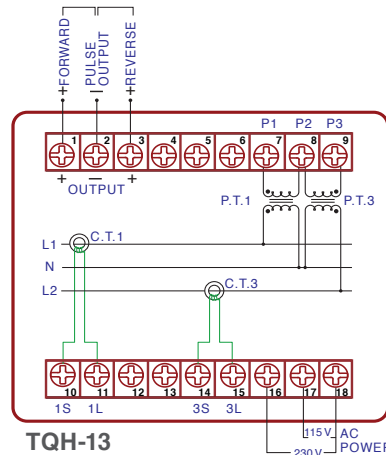 +FORWARD
—PULSE
OUTPUT
+REVERSE
P1 P2 P3
1 2 3 4 5 6 7 8 9
+ — +
OUTPUT
P.T.1 P.T.3
L1 C.T.1
N
L2 C.T.3
10 11 12 13 14 15 16 17 18
1S 1L 3S 3L
115V AC
POWER
230V
TQH-13